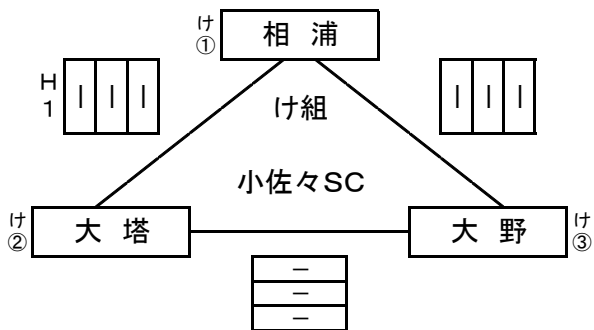 け
①
相 浦
H
1
| | |
| | |
け組
小佐々SC
け
②
大 塔
大 野
け
③
－
－
－